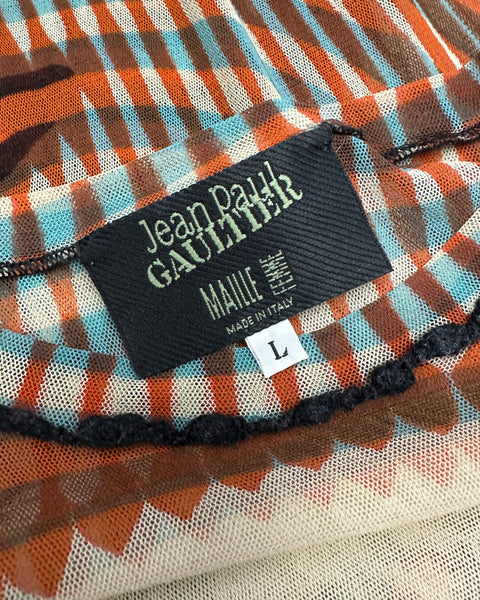 Jean Paul
GAULTIER
MAILLE FEMME
MADE IN ITALY
L